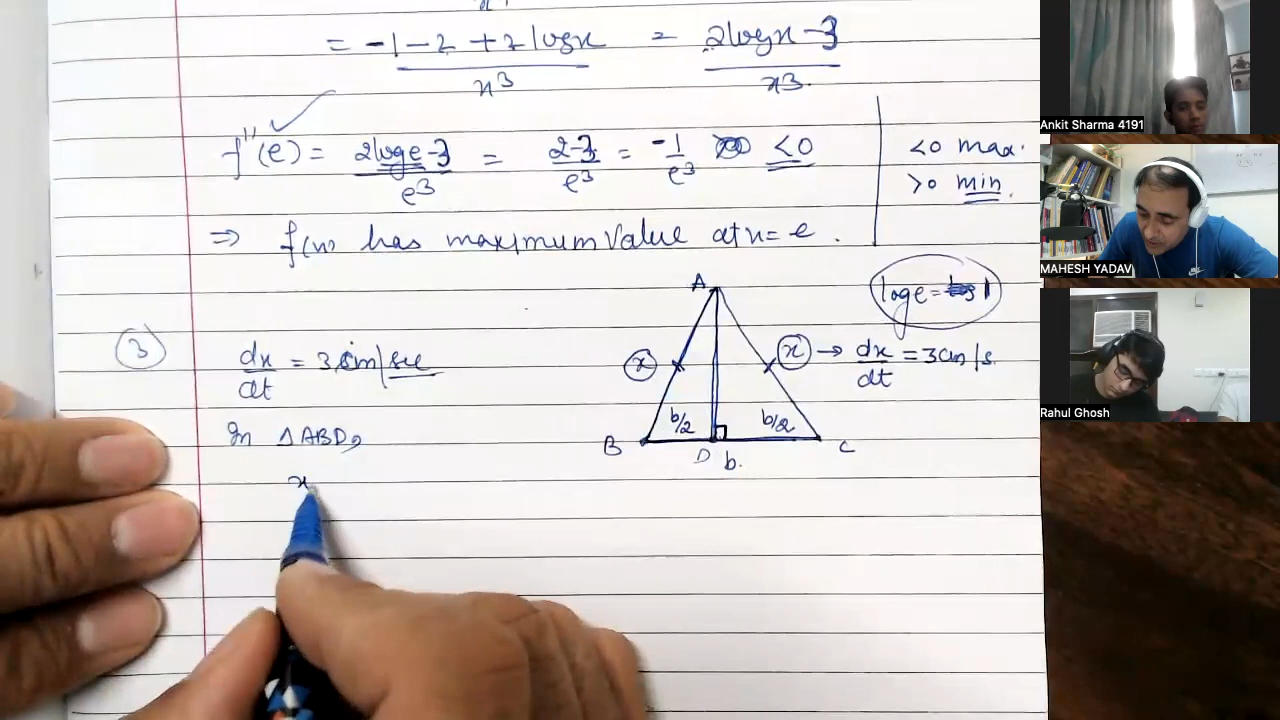 = -1-2+2logx / x³ = 2logx-3 / x³
f''(e) = 2loge-3 / e³ = 2-3 / e³ = -1 / e³ <0
<0 max.
>0 min.
⇒ f(x) has maximum value at x=e.
loge = 1
3
dx/dt = 3cm/sec
A
x
x → dx/dt = 3cm/s.
In ΔABD,
b/2
b/2
B
D
b.
C
x
Ankit Sharma 4191
MAHESH YADAV
Rahul Ghosh